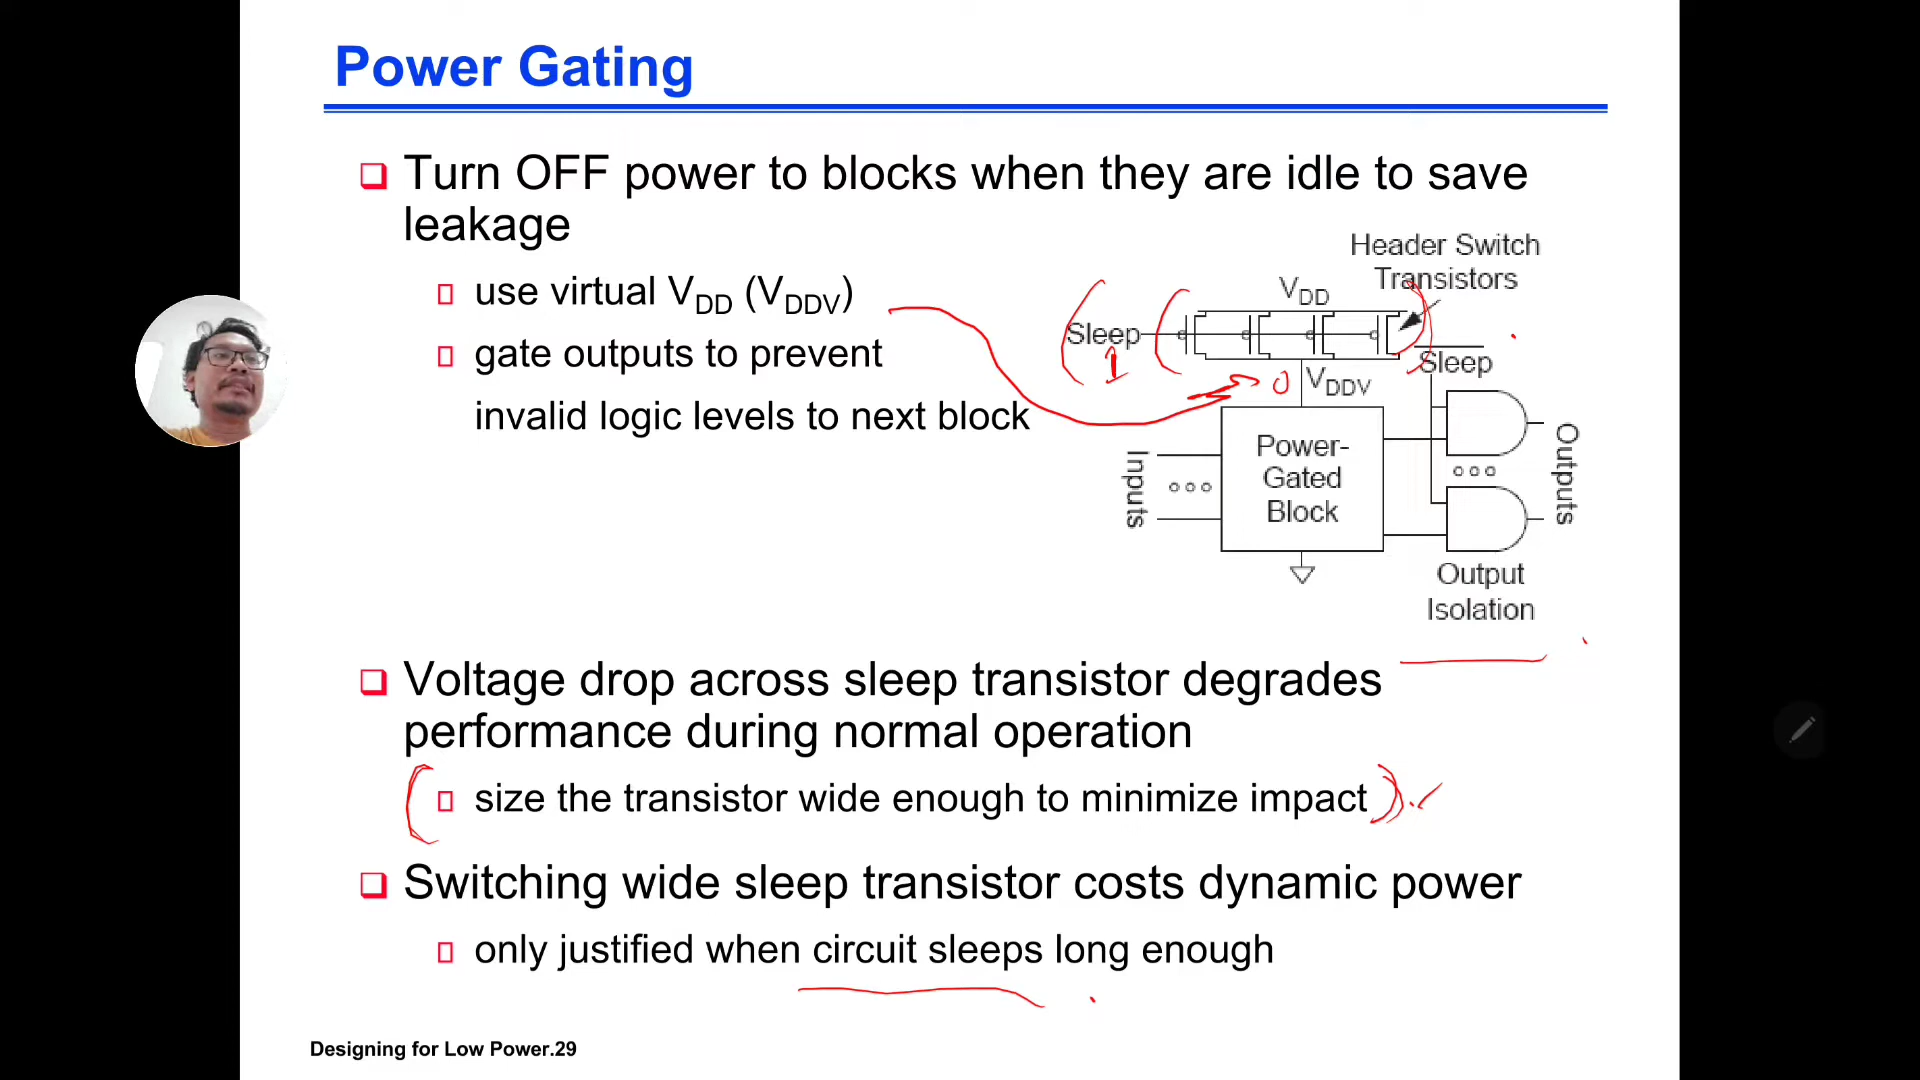 Power Gating
Turn OFF power to blocks when they are idle to save
leakage
use virtual VDD (VDDV)
gate outputs to prevent
invalid logic levels to next block
Header Switch
Transistors
VDD
Sleep
1
0
VDDV
Sleep
Power-
Gated
Block
Inputs
Outputs
Output
Isolation
Voltage drop across sleep transistor degrades
performance during normal operation
size the transistor wide enough to minimize impact
Switching wide sleep transistor costs dynamic power
only justified when circuit sleeps long enough
Designing for Low Power.29